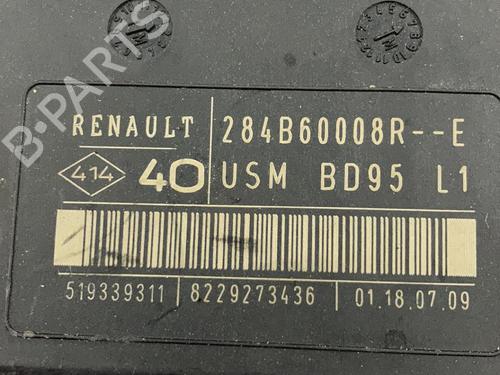 RENAULT 284B60008R--E
414 40 USM BD95 L1
519339311 8229273436 01.18.07.09
B-PARTS